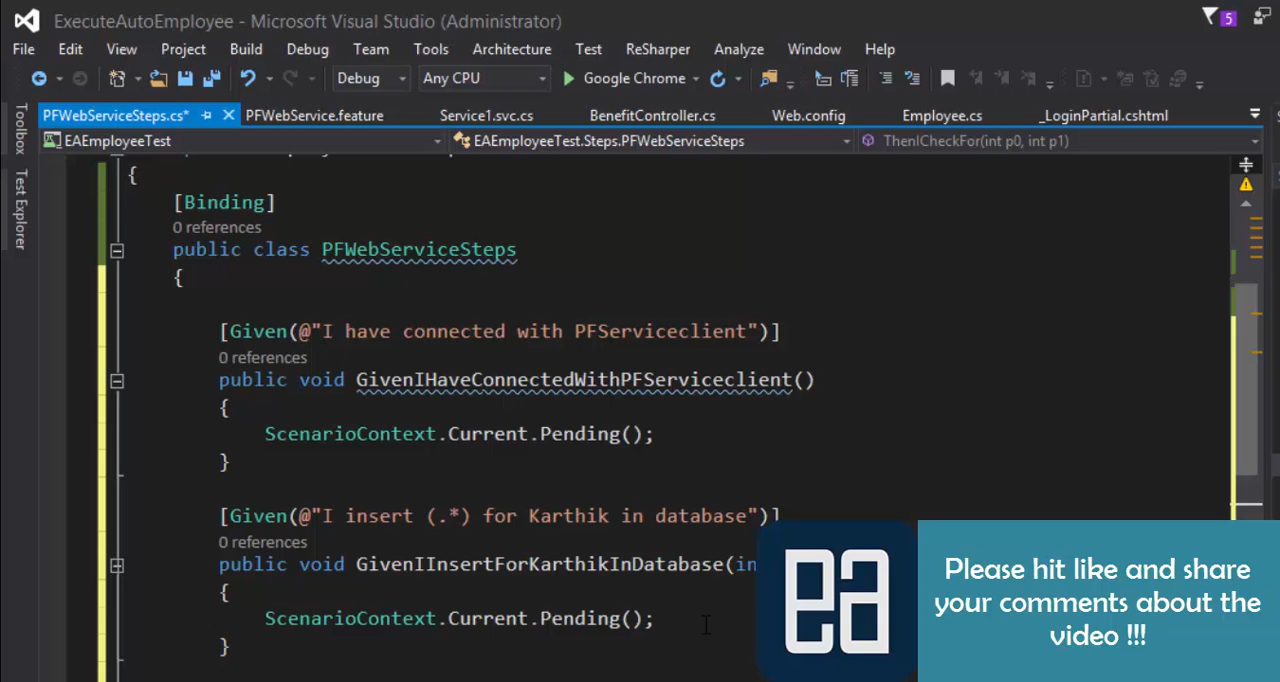 ExecuteAutoEmployee - Microsoft Visual Studio (Administrator)
5
File Edit View Project Build Debug Team Tools Architecture Test ReSharper Analyze Window Help
Debug Any CPU Google Chrome
PFWebServiceSteps.cs* PFWebService.feature Service1.svc.cs BenefitController.cs Web.config Employee.cs _LoginPartial.cshtml
EAEmployeeTest EAEmployeeTest.Steps.PFWebServiceSteps ThenICheckFor(int p0, int p1)
Toolbox
Test Explorer
{
[Binding]
0 references
public class PFWebServiceSteps
{
[Given(@"I have connected with PFServiceclient")]
0 references
public void GivenIHaveConnectedWithPFServiceclient()
{
ScenarioContext.Current.Pending();
}
[Given(@"I insert (.*) for Karthik in database")]
0 references
public void GivenIInsertForKarthikInDatabase(in
{
ScenarioContext.Current.Pending();
}
ea
Please hit like and share
your comments about the
video !!!